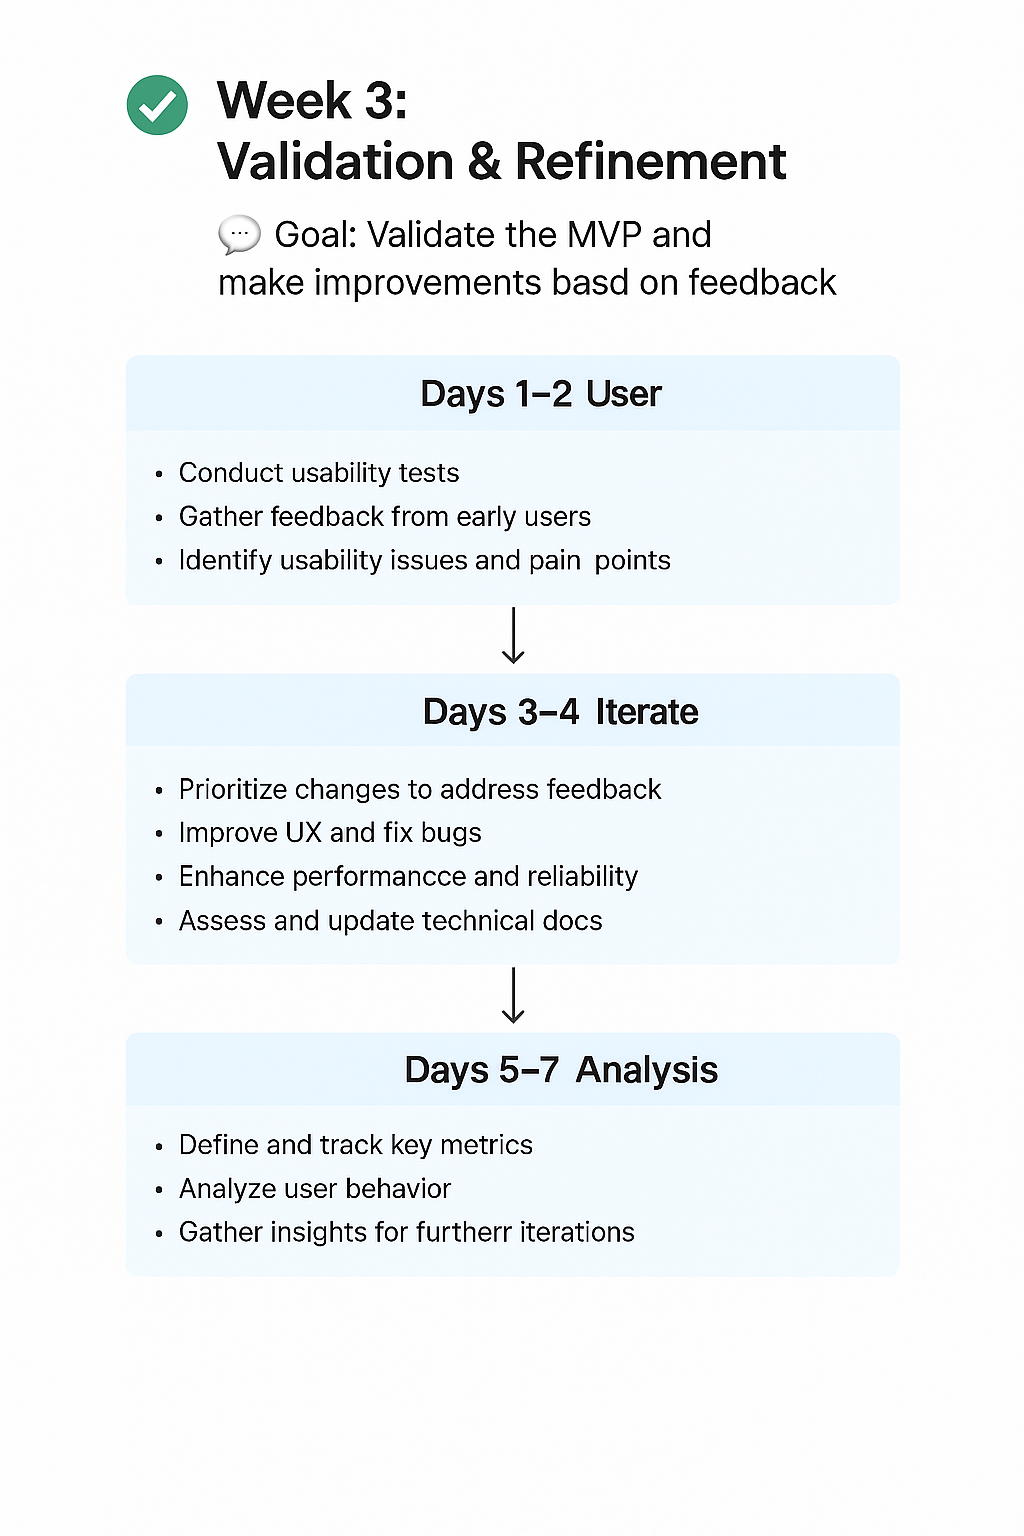 Week 3:
Validation & Refinement
💬 Goal: Validate the MVP and
make improvements basd on feedback
Days 1–2 User
• Conduct usability tests
• Gather feedback from early users
• Identify usability issues and pain points
Days 3–4 Iterate
• Prioritize changes to address feedback
• Improve UX and fix bugs
• Enhance performancce and reliability
• Assess and update technical docs
Days 5–7 Analysis
• Define and track key metrics
• Analyze user behavior
• Gather insights for furtherr iterations